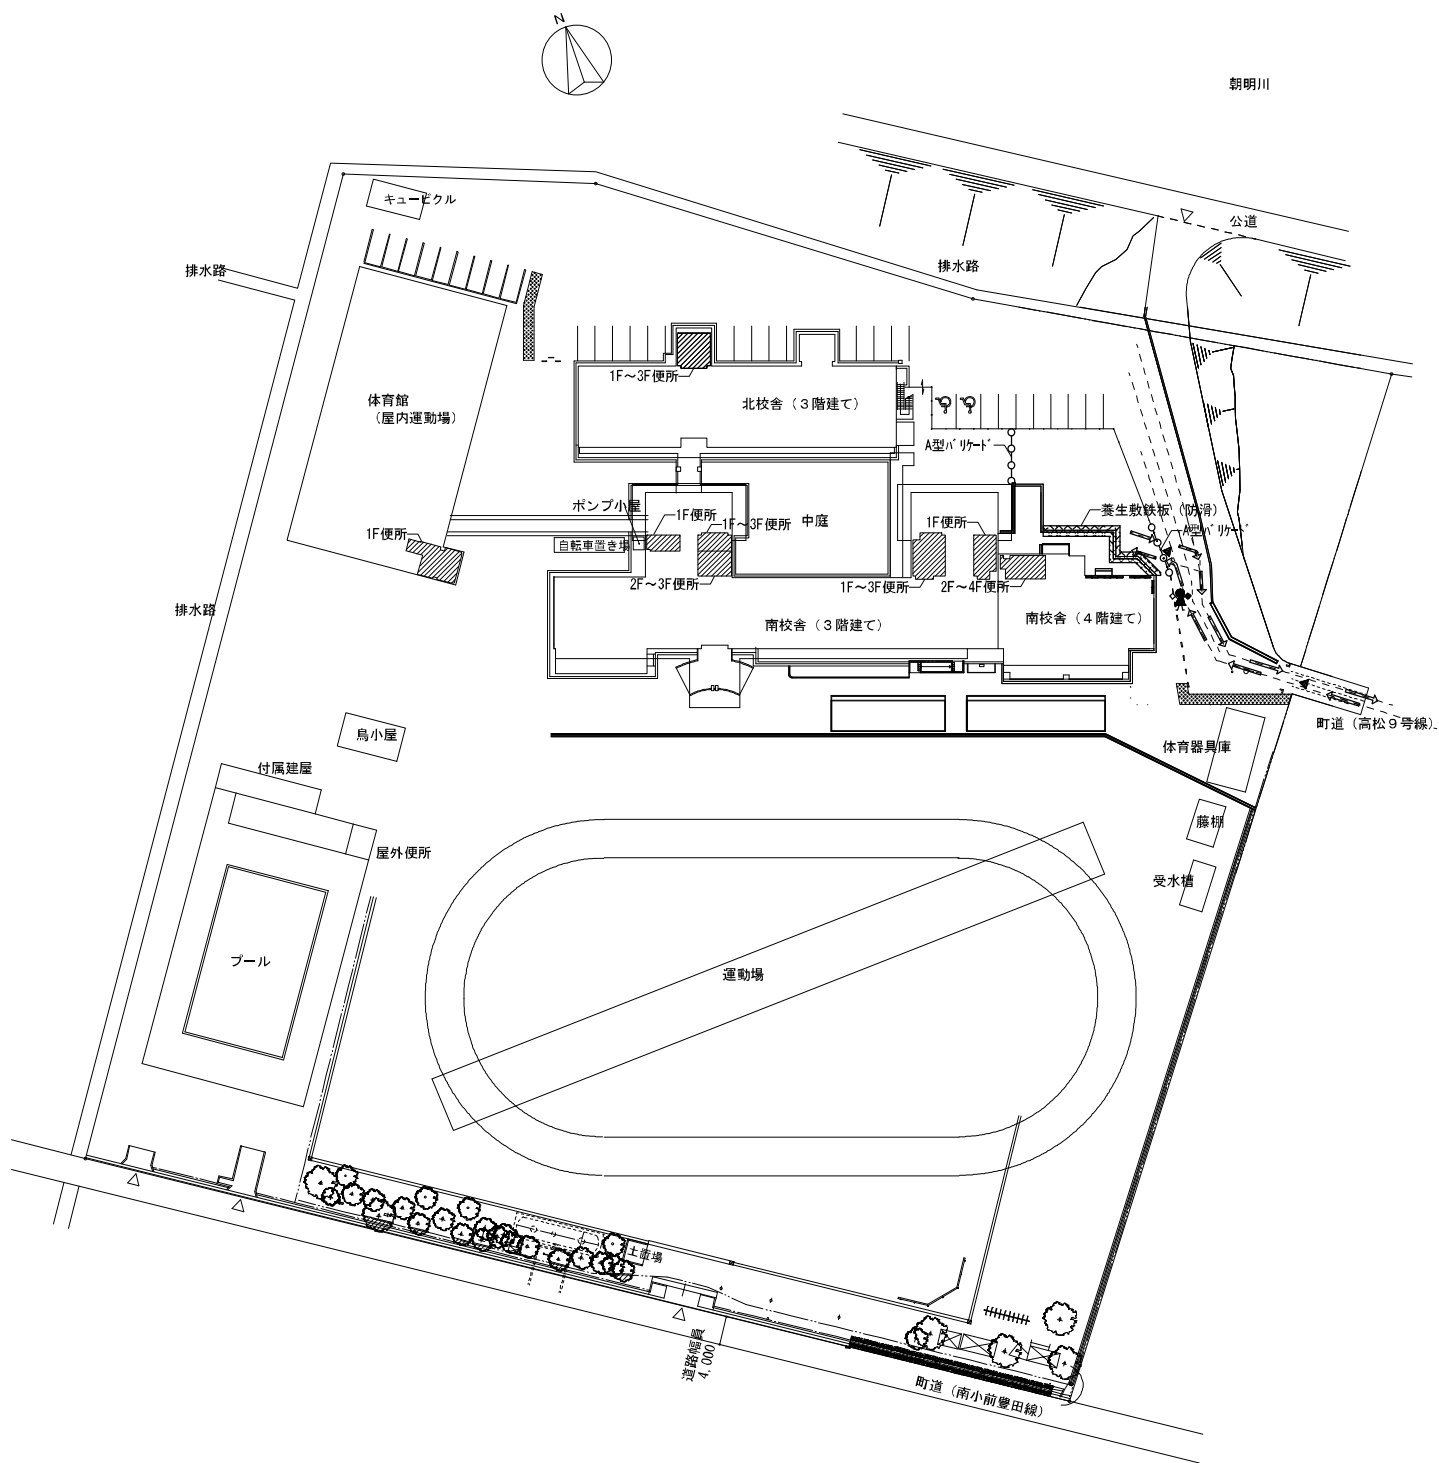 N
朝明川
キュービクル
公道
排水路
排水路
1F～3F便所
北校舎（３階建て）
体育館
（屋内運動場）
A型バリケード
ポンプ小屋
1F便所
1F～3F便所
中庭
1F便所
養生敷鉄板（防滑）
A型バリケード
1F便所
自転車置き場
2F～3F便所
1F～3F便所
2F～4F便所
排水路
南校舎（３階建て）
南校舎（４階建て）
町道（高松９号線）
鳥小屋
体育器具庫
付属建屋
藤棚
屋外便所
受水槽
プール
運動場
土置場
道路幅員
4,000
町道（南小前豊田線）